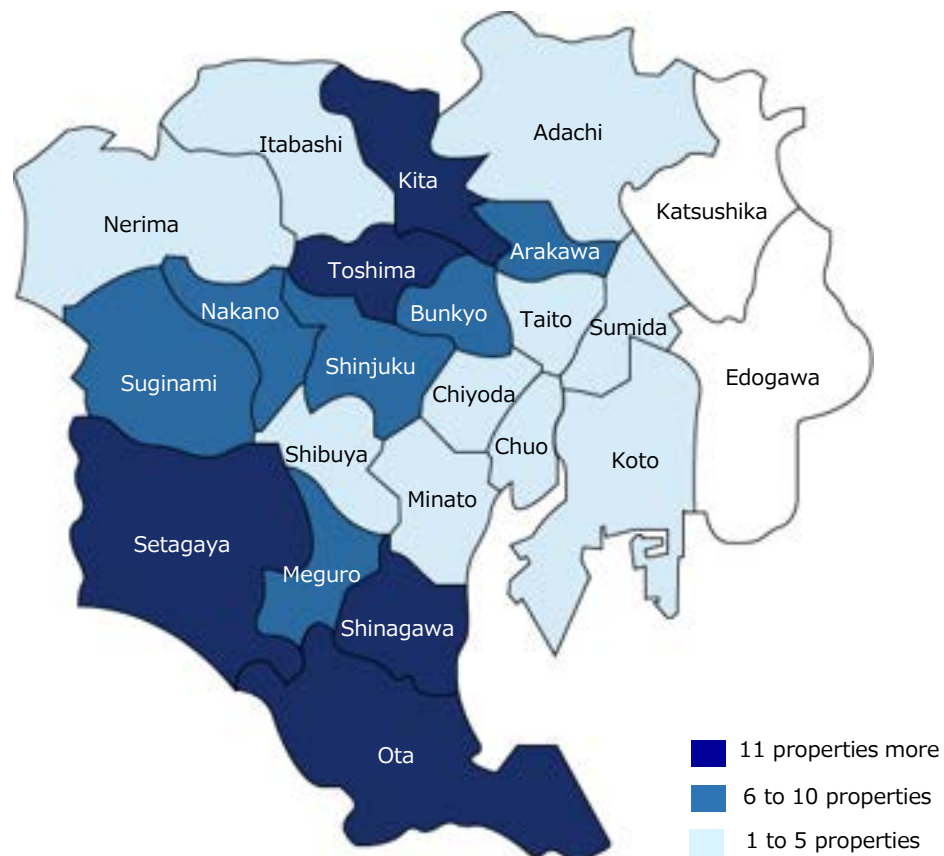 Itabashi
Adachi
Kita
Katsushika
Nerima
Arakawa
Toshima
Nakano
Bunkyo
Taito
Sumida
Shinjuku
Suginami
Edogawa
Chiyoda
Shibuya
Chuo
Koto
Minato
Setagaya
Meguro
Shinagawa
Ota
11 properties more
6 to 10 properties
1 to 5 properties